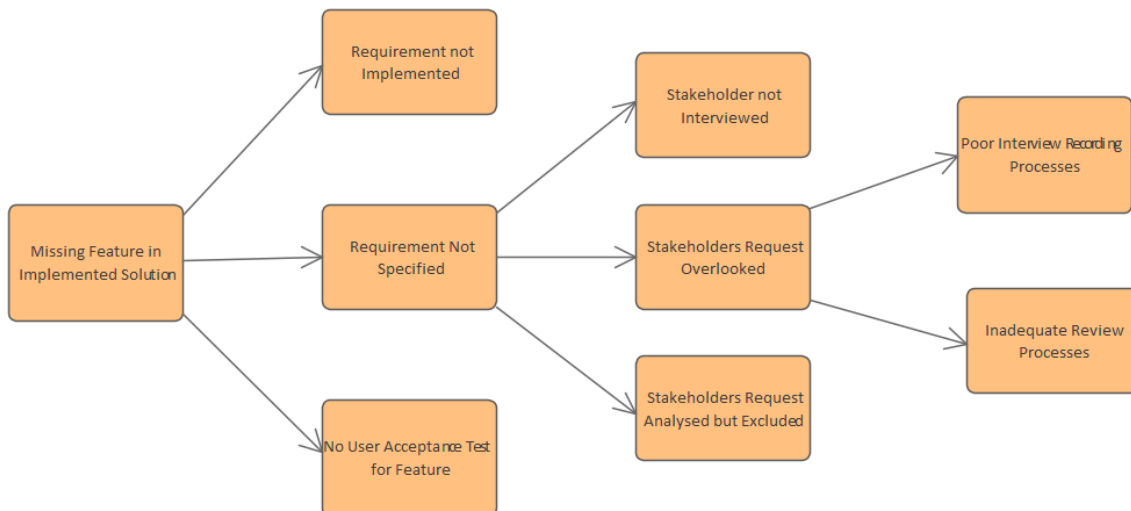 Requirement not
Implemented
Stakeholder not
Interviewed
Poor Interview Recording
Processes
Missing Feature in
Implemented Solution
Requirement Not
Specified
Stakeholders Request
Overlooked
Inadequate Review
Processes
Stakeholders Request
Analysed but Excluded
No User Acceptance Test
for Feature